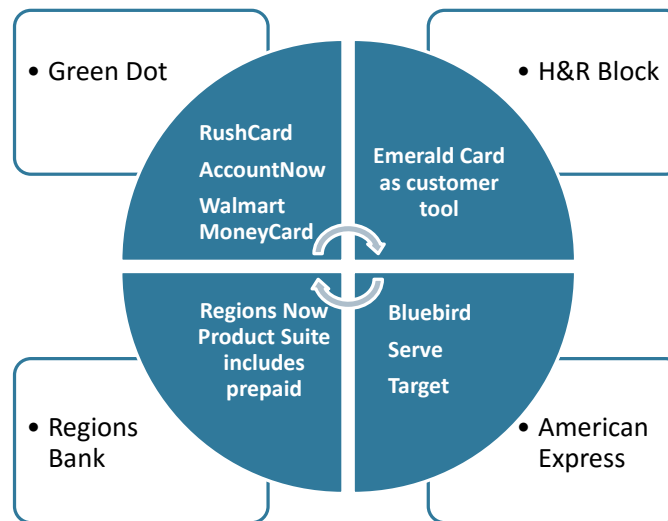 • Green Dot
RushCard
AccountNow
Walmart
MoneyCard
• H&R Block
Emerald Card
as customer
tool
• Regions
Bank
Regions Now
Product Suite
includes
prepaid
• American
Express
Bluebird
Serve
Target